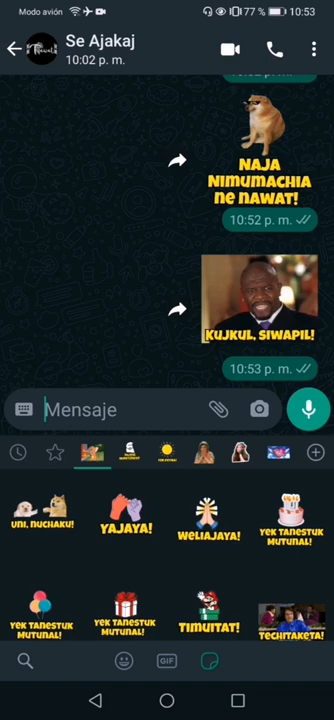 Modo avión
77 %
10:53
Se Ajakaj
10:02 p. m.
NAJA
NIMUMACHIA
NE NAWAT!
10:52 p. m.
KUJKUL, SIWAPIL!
10:53 p. m.
Mensaje
UNI, NUCHAKU!
YAJAYA!
WELIAJAYA!
YEK TANESTUK
MUTUNAL!
YEK TANESTUK
MUTUNAL!
YEK TANESTUK
MUTUNAL!
TIMUITAT!
TECHITAKETA!
GIF